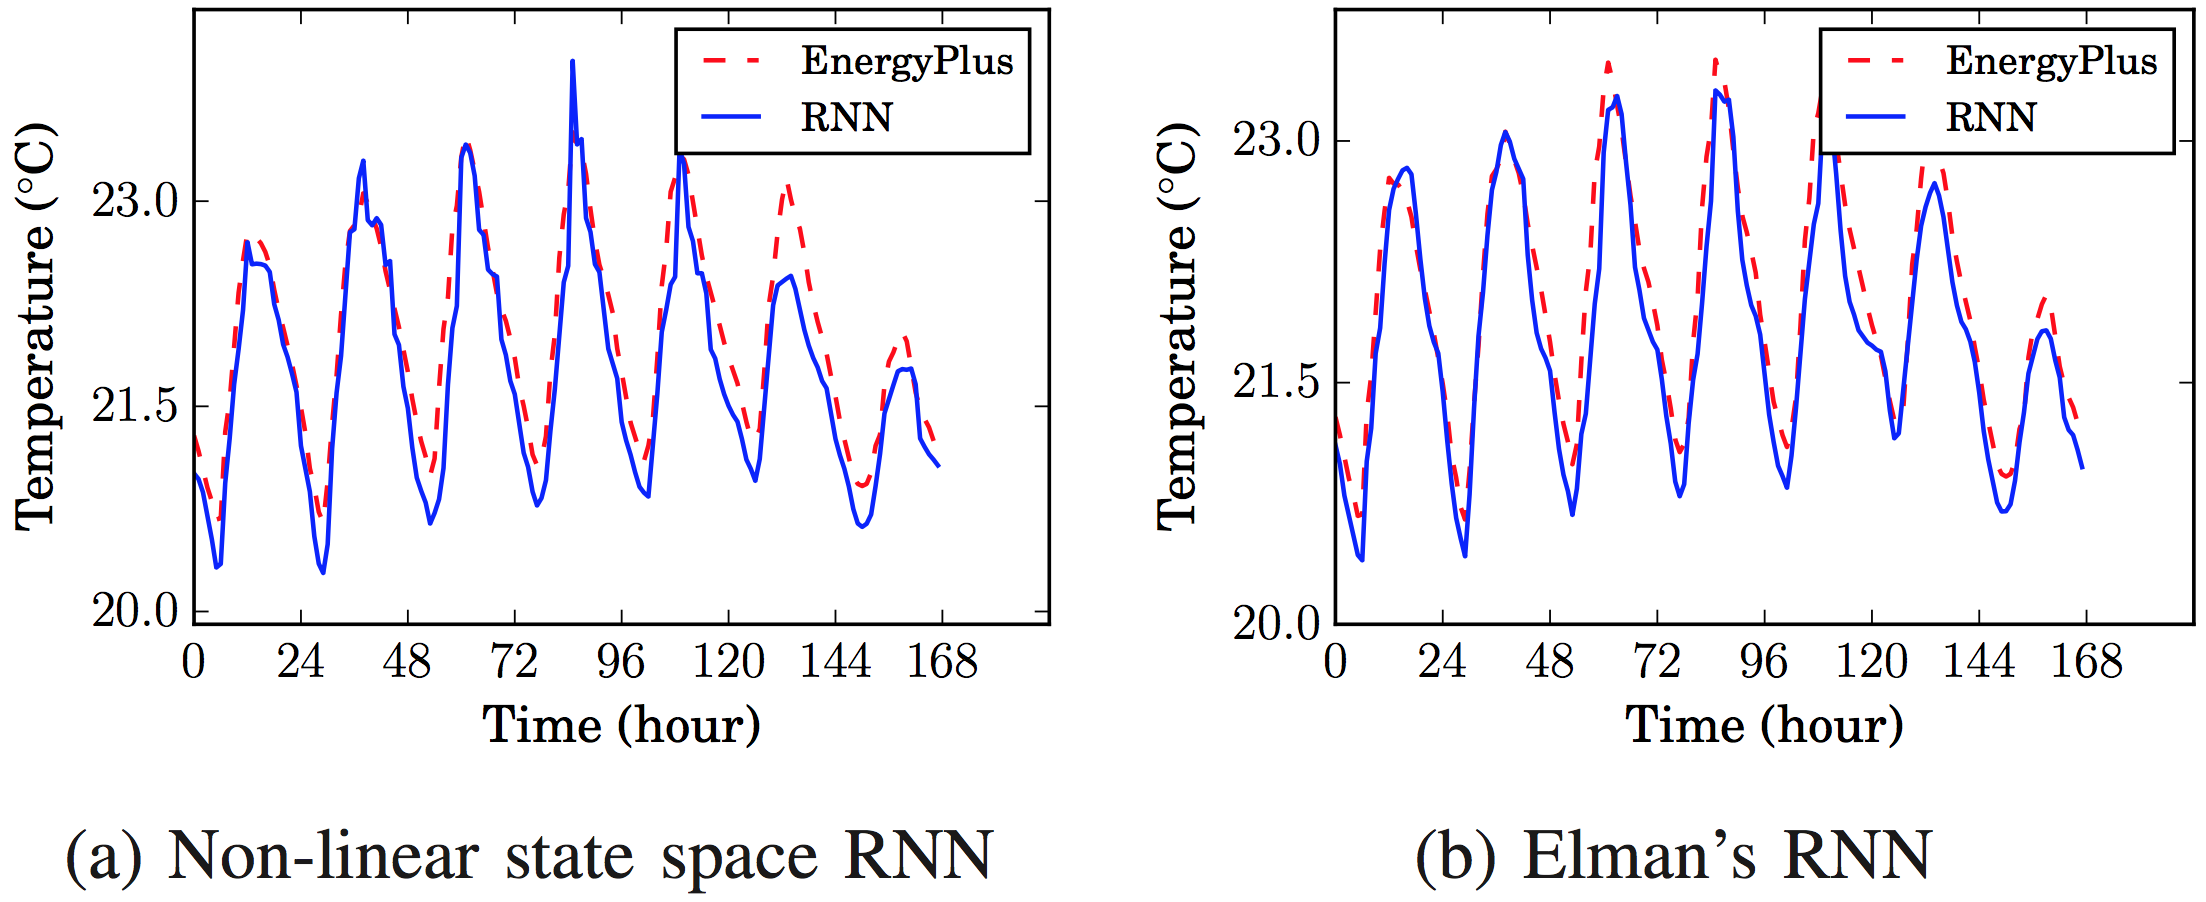 EnergyPlus
RNN
Temperature (°C)
23.0
21.5
20.0
0 24 48 72 96 120 144 168
Time (hour)
(a) Non-linear state space RNN
EnergyPlus
RNN
Temperature (°C)
23.0
21.5
20.0
0 24 48 72 96 120 144 168
Time (hour)
(b) Elman’s RNN